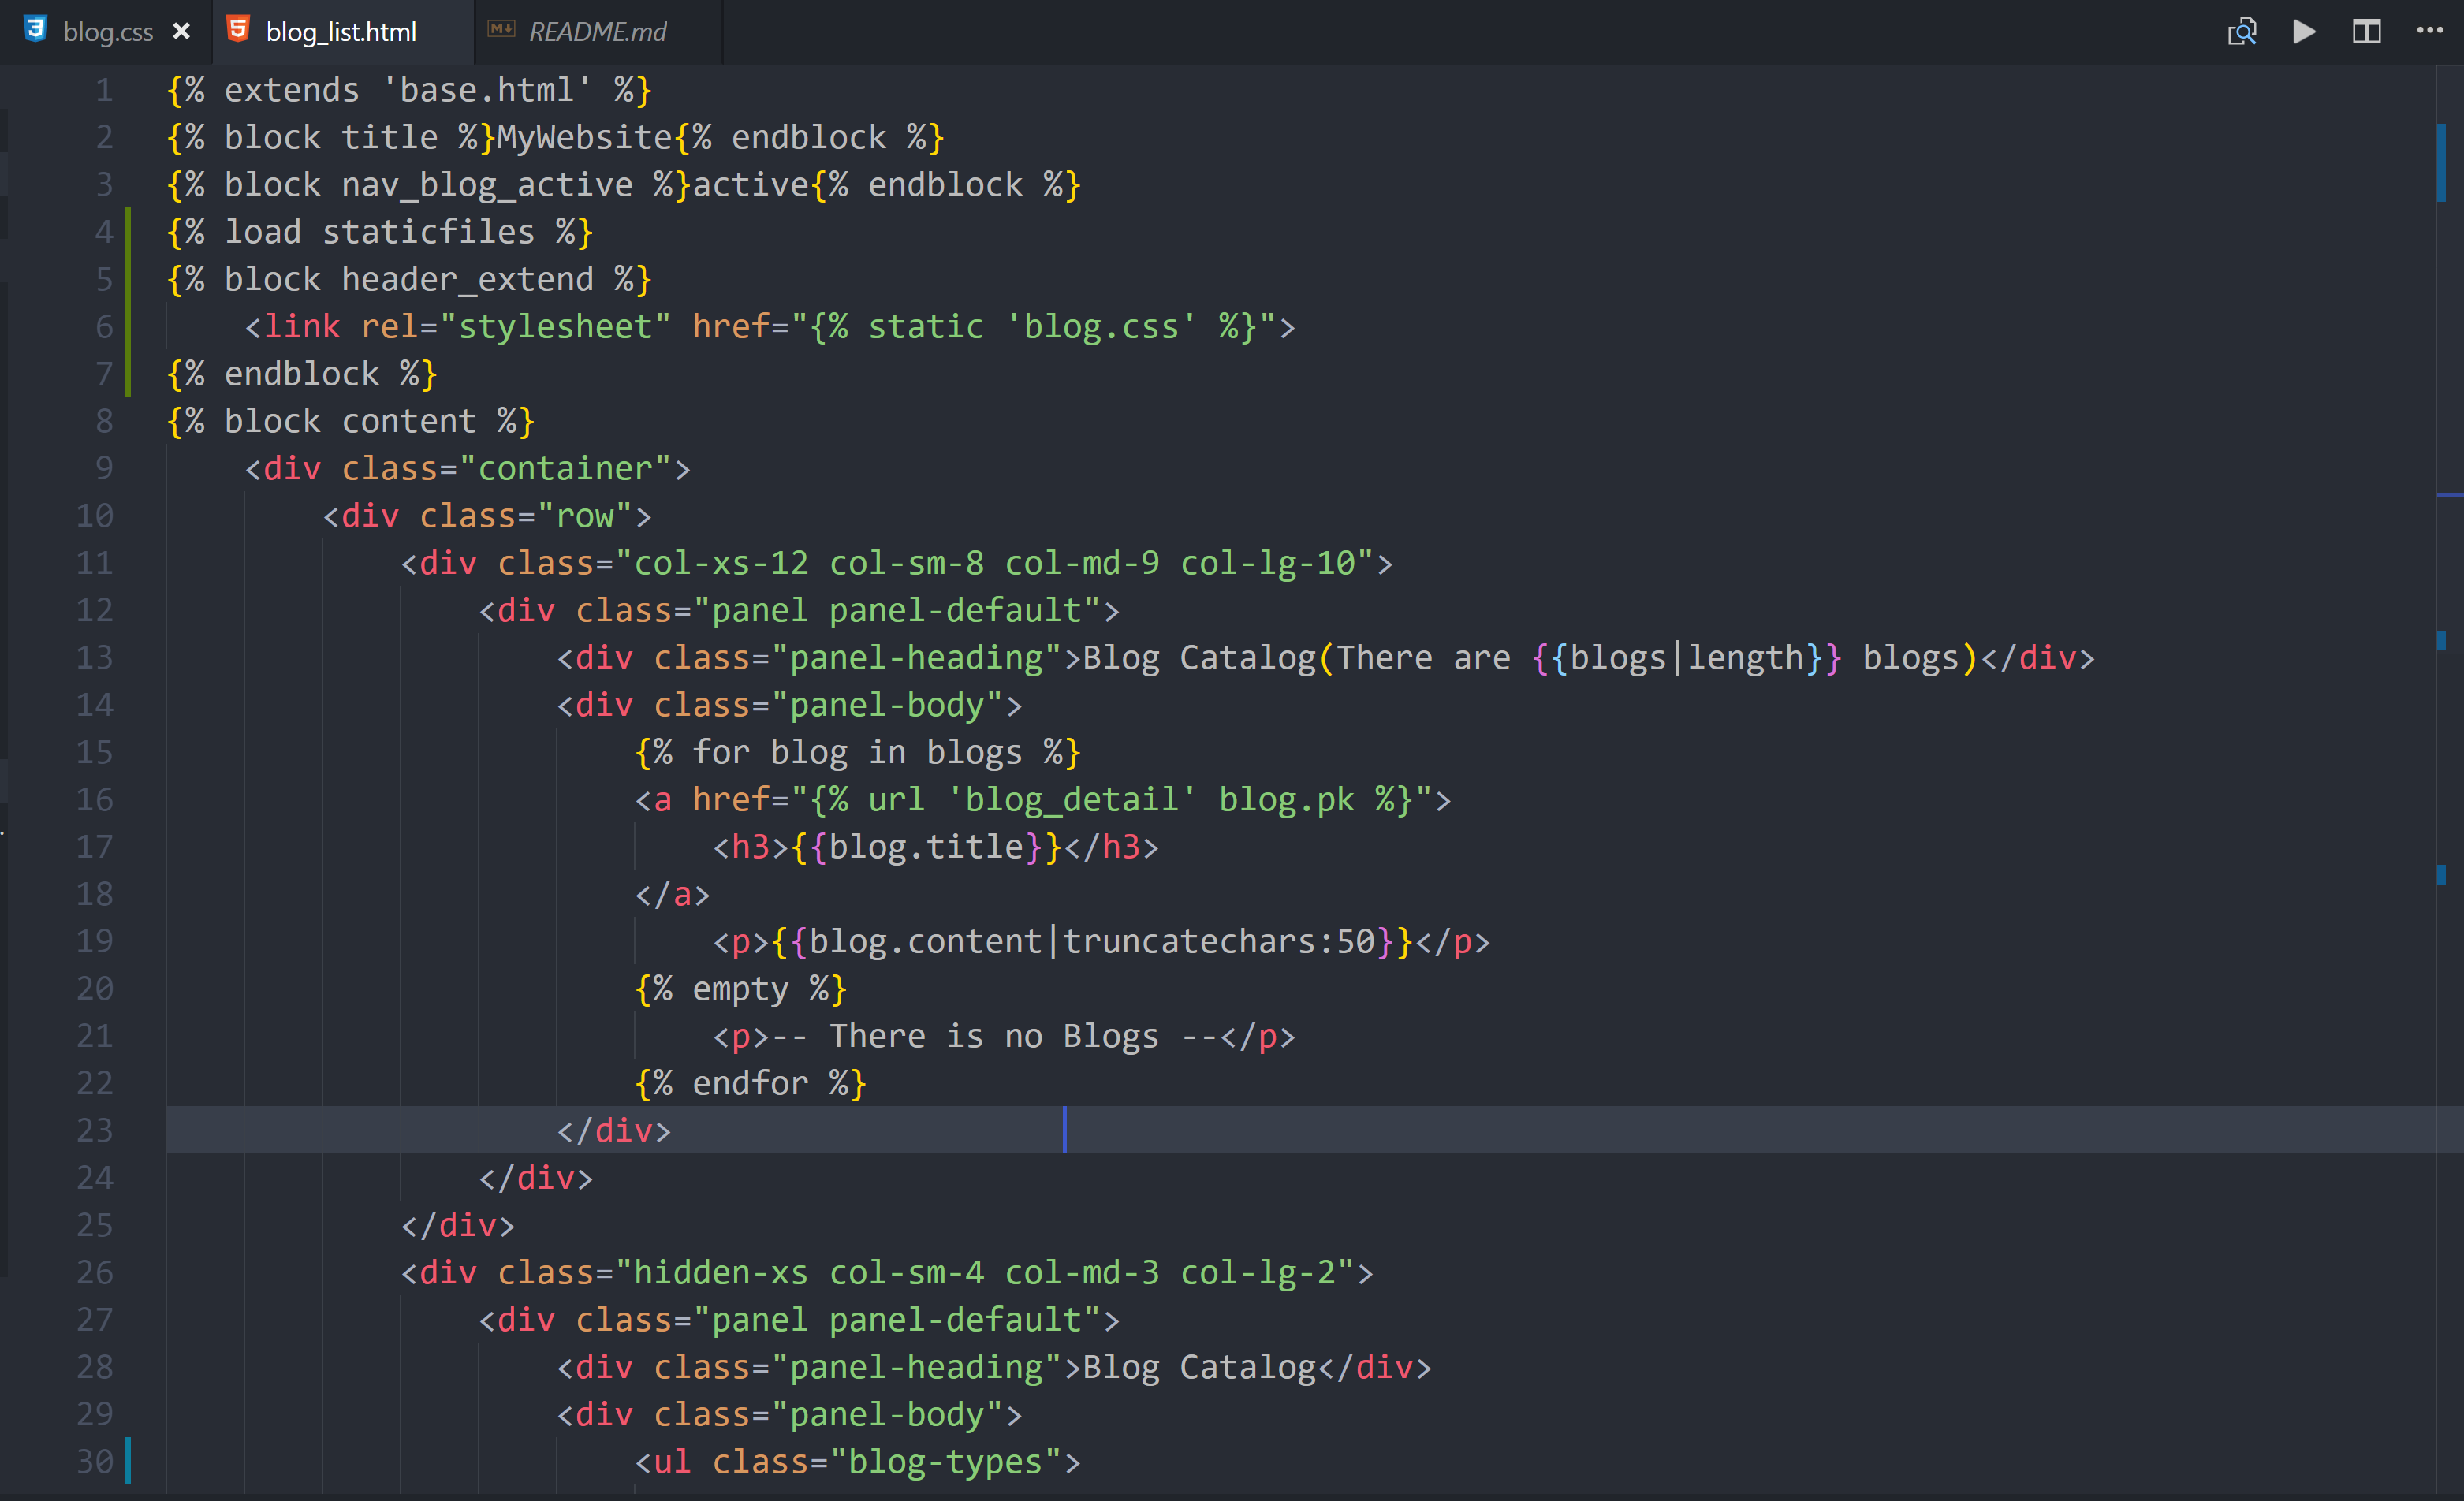 blog.css blog_list.html README.md
1 {% extends 'base.html' %}
2 {% block title %}MyWebsite{% endblock %}
3 {% block nav_blog_active %}active{% endblock %}
4 {% load staticfiles %}
5 {% block header_extend %}
6     <link rel="stylesheet" href="{% static 'blog.css' %}">
7 {% endblock %}
8 {% block content %}
9     <div class="container">
10         <div class="row">
11             <div class="col-xs-12 col-sm-8 col-md-9 col-lg-10">
12                 <div class="panel panel-default">
13                     <div class="panel-heading">Blog Catalog(There are {{blogs|length}} blogs)</div>
14                     <div class="panel-body">
15                         {% for blog in blogs %}
16                         <a href="{% url 'blog_detail' blog.pk %}">
17                             <h3>{{blog.title}}</h3>
18                         </a>
19                             <p>{{blog.content|truncatechars:50}}</p>
20                         {% empty %}
21                             <p>-- There is no Blogs --</p>
22                         {% endfor %}
23                     </div>
24                 </div>
25             </div>
26             <div class="hidden-xs col-sm-4 col-md-3 col-lg-2">
27                 <div class="panel panel-default">
28                     <div class="panel-heading">Blog Catalog</div>
29                     <div class="panel-body">
30                         <ul class="blog-types">